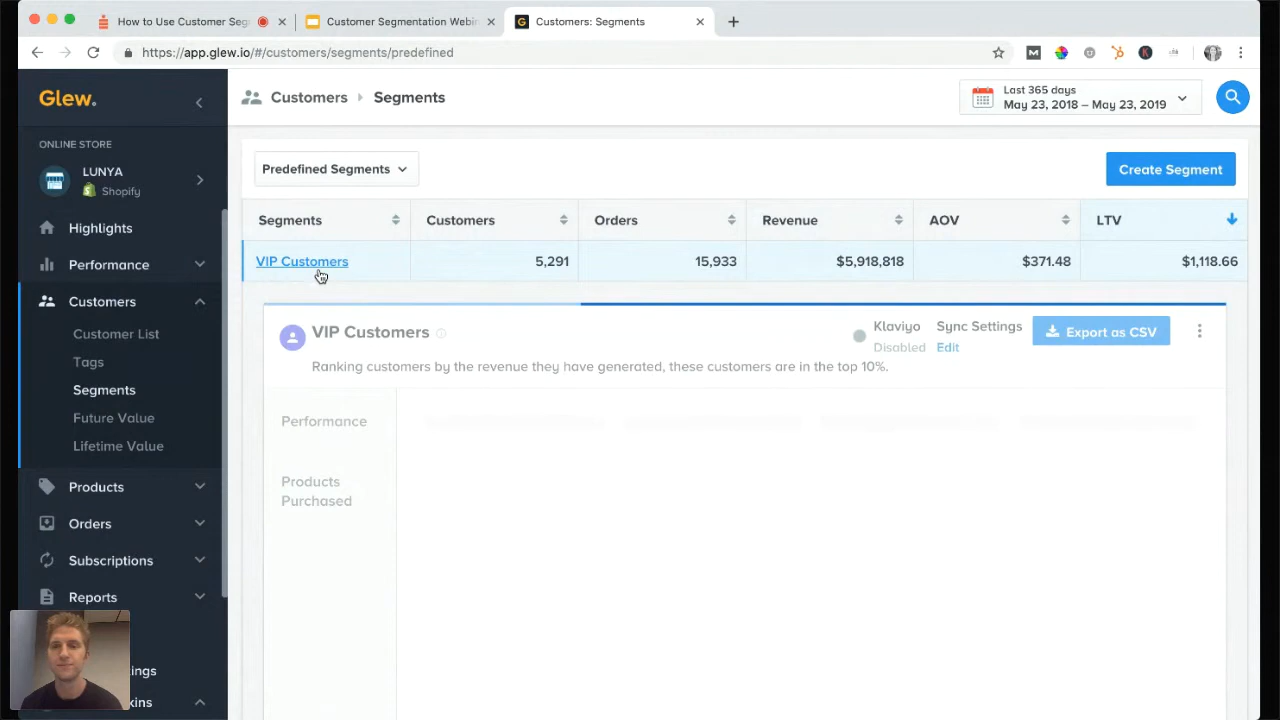 How to Use Customer Seg
Customer Segmentation Webin
Customers: Segments
https://app.glew.io/#/customers/segments/predefined
Glew.
Customers
Segments
Last 365 days
May 23, 2018 – May 23, 2019
ONLINE STORE
LUNYA
Shopify
Predefined Segments
Create Segment
Segments
Customers
Orders
Revenue
AOV
LTV
VIP Customers
5,291
15,933
$5,918,818
$371.48
$1,118.66
Highlights
Performance
Customers
Customer List
Tags
Segments
Future Value
Lifetime Value
Products
Orders
Subscriptions
Reports
ings
kins
VIP Customers
Klaviyo
Disabled
Sync Settings
Edit
Export as CSV
Ranking customers by the revenue they have generated, these customers are in the top 10%.
Performance
Products
Purchased